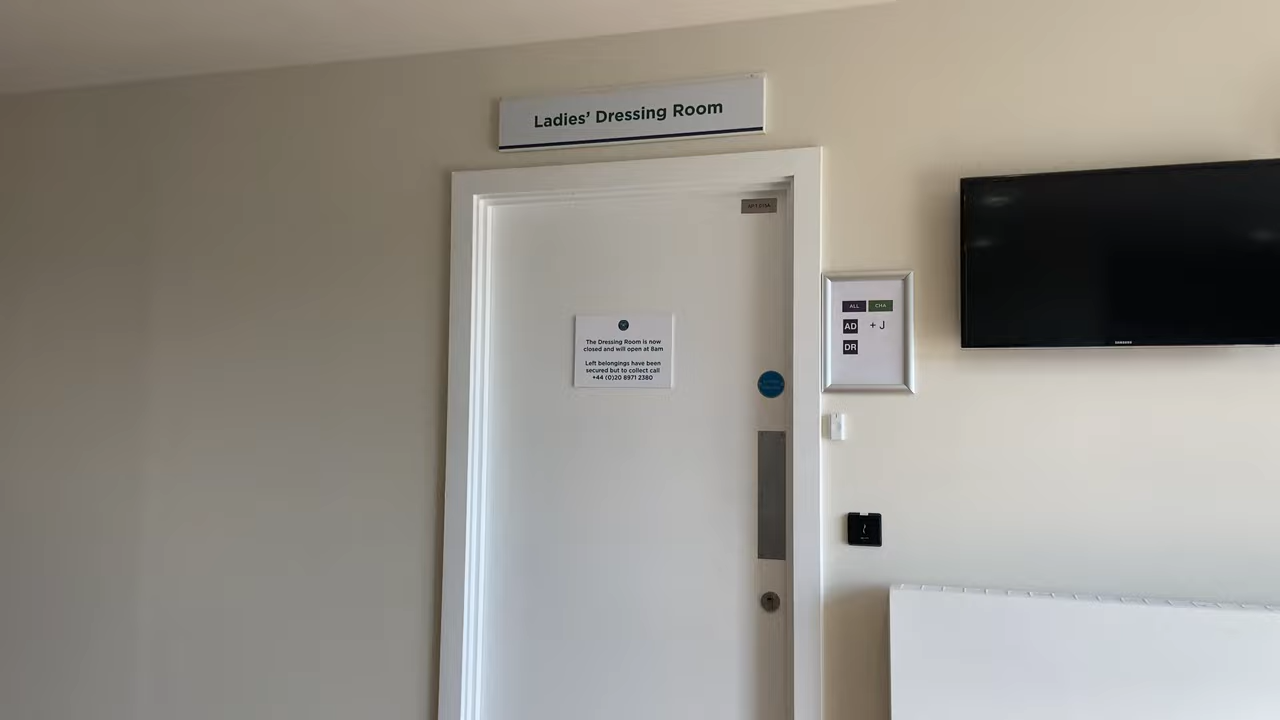 Ladies' Dressing Room
The Dressing Room is now
closed and will open at 8am
Left belongings have been
secured but to collect call
+44 (0)20 8971 2380
ALL CHA
AD + J
DR
SAMSUNG